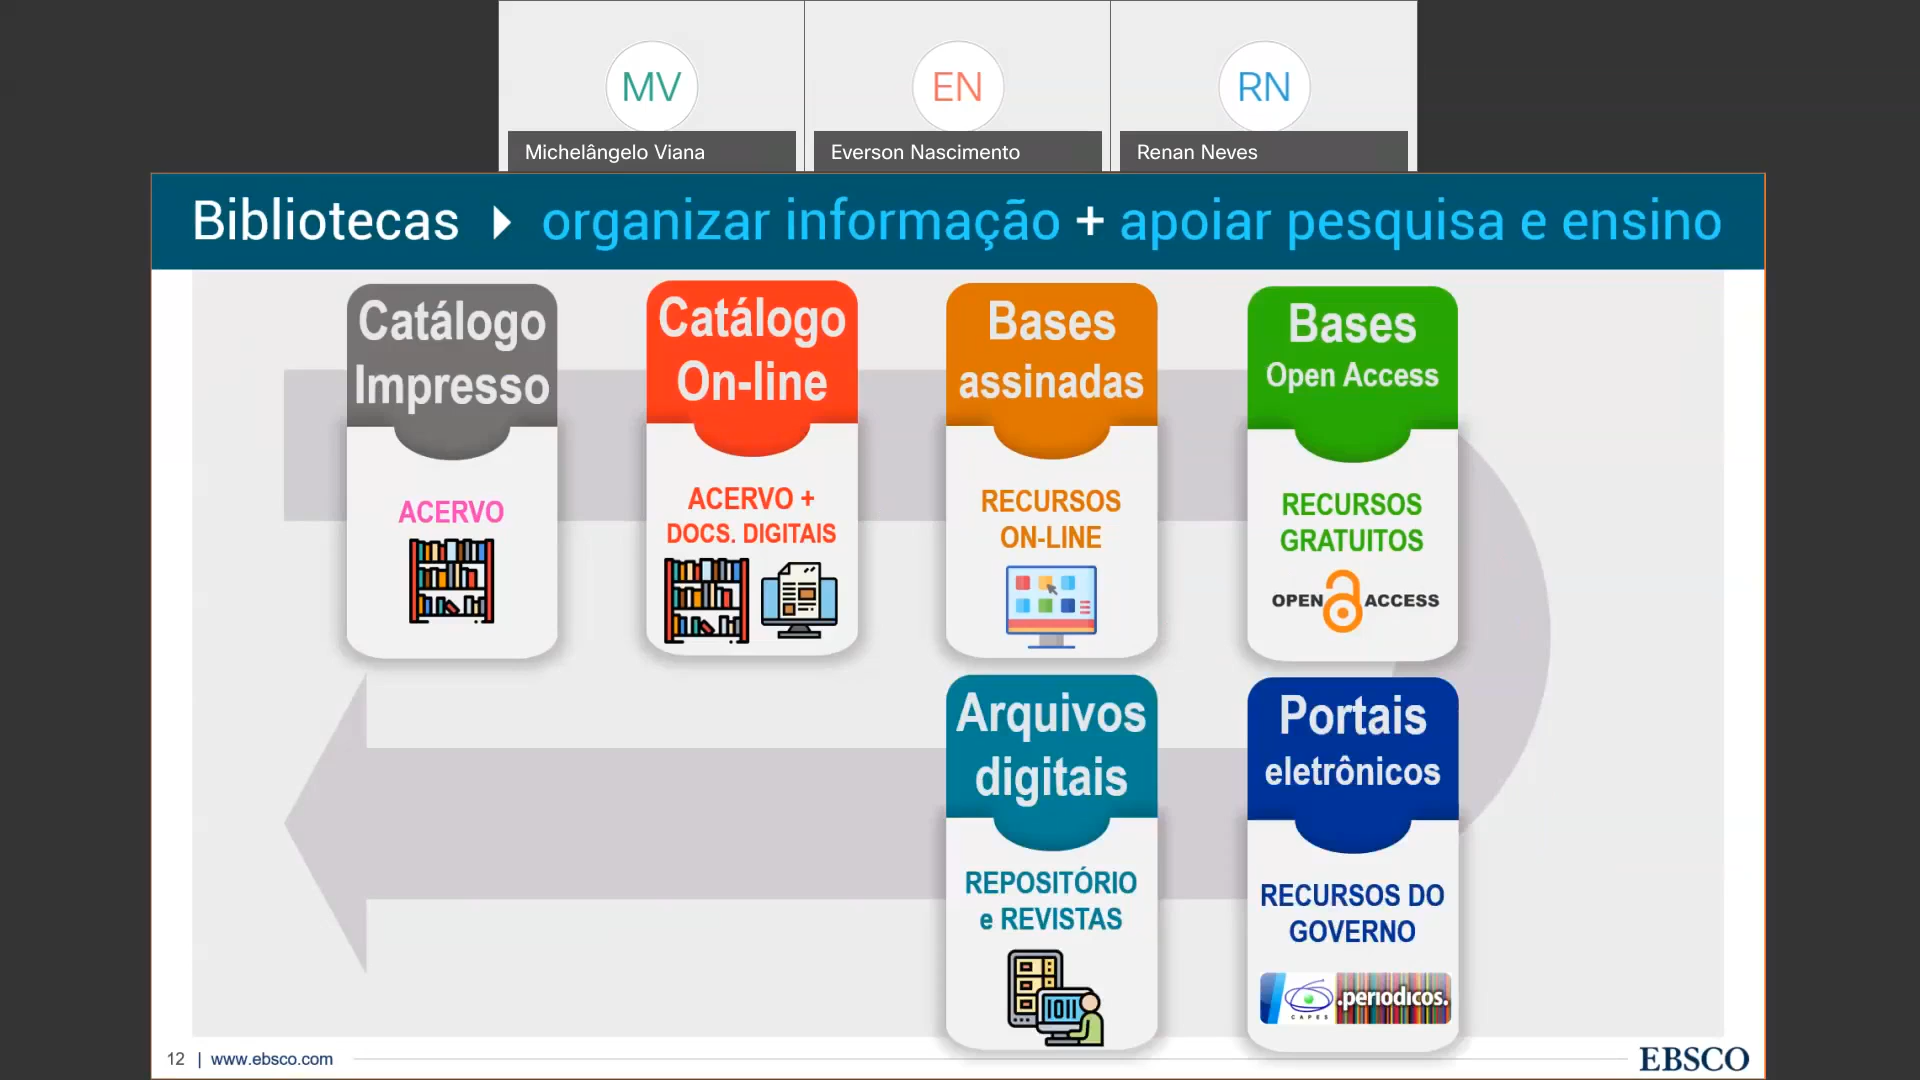 MV
EN
RN
Michelângelo Viana
Everson Nascimento
Renan Neves
Bibliotecas organizar informação + apoiar pesquisa e ensino
Catálogo
Impresso
ACERVO
Catálogo
On-line
ACERVO +
DOCS. DIGITAIS
Bases
assinadas
RECURSOS
ON-LINE
Bases
Open Access
RECURSOS
GRATUITOS
OPEN ACCESS
Arquivos
digitais
REPOSITÓRIO
e REVISTAS
1011
Portais
eletrônicos
RECURSOS DO
GOVERNO
CAPES
.periodicos.
12 | www.ebsco.com
EBSCO